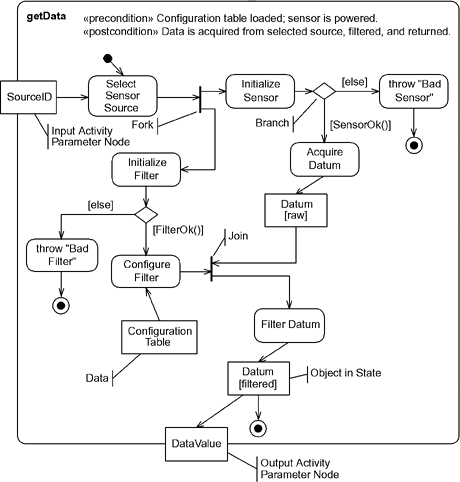 getData
«precondition» Configuration table loaded; sensor is powered.
«postcondition» Data is acquired from selected source, filtered, and returned.
SourceID
Select
Sensor
Source
Initialize
Sensor
[else]
throw "Bad
Sensor"
Input Activity
Parameter Node
Fork
Branch
[SensorOk()]
Initialize
Filter
Acquire
Datum
[else]
[FilterOk()]
Datum
[raw]
throw "Bad
Filter"
Configure
Filter
Join
Configuration
Table
Filter Datum
Data
Datum
[filtered]
Object in State
DataValue
Output Activity
Parameter Node